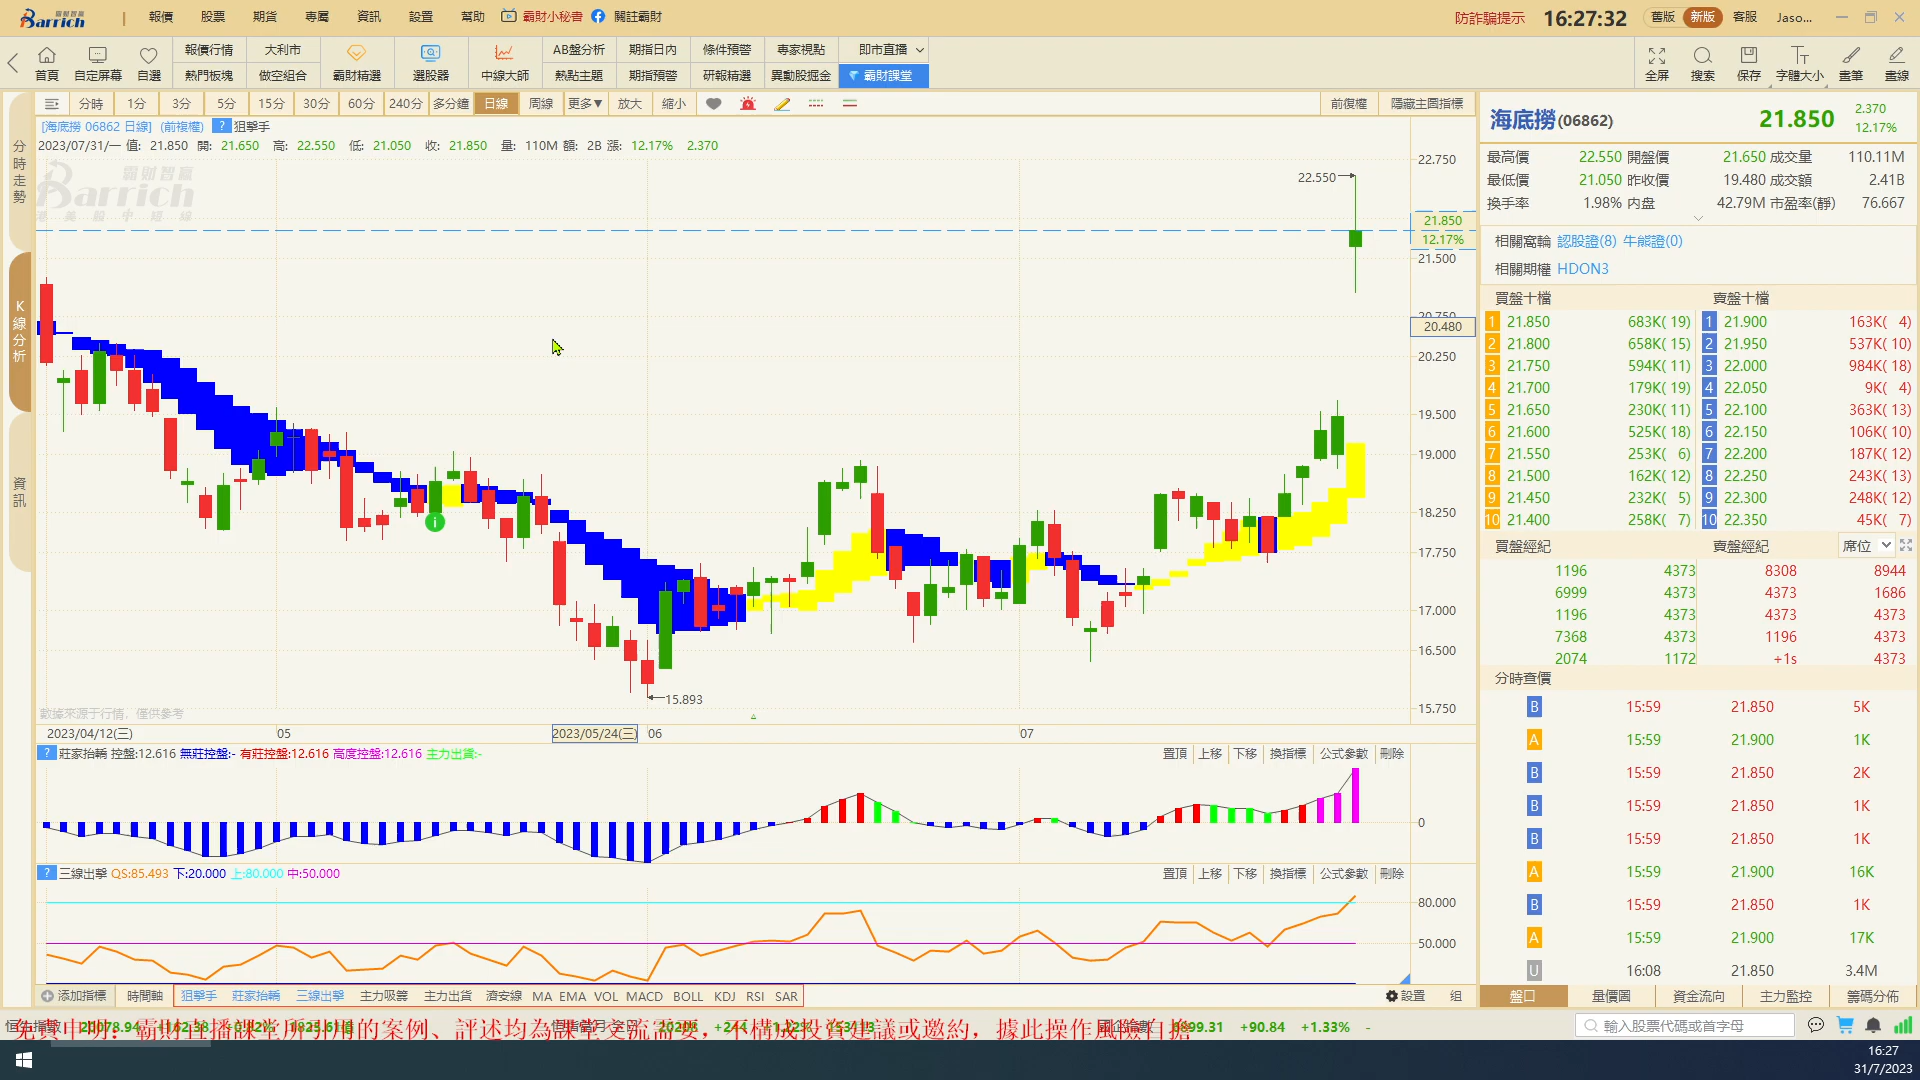 Barrich 報價 股票 期貨 專屬 資訊 設置 幫助 霸財小秘書 關註霸財 防詐騙提示 16:27:32 舊版 新版 客服 Jaso...
首頁 自定屏幕 自選 報價行情 大利市 霸財精選 選股器 中線大師 AB盤分析 期指日內 條件預警 專家視點 即市直播 全屏 搜索 保存 字體大小 畫筆 畫線
熱門板塊 做空組合 熱點主題 期指預警 研報精選 異動股掘金 霸財課堂
分時 1分 3分 5分 15分 30分 60分 240分 多分鐘 日線 周線 更多▼ 放大 縮小 前復權 隱藏主圖指標
[海底撈 06862 日線] (前複權) ? 狙擊手
2023/07/31/一 值: 21.850 開: 21.650 高: 22.550 低: 21.050 收: 21.850 量: 110M 額: 2B 漲: 12.17% 2.370
分時走勢
K線分析
資訊
霸財智贏
Barrich
港美股中短線
22.750
22.550
21.850
12.17%
21.500
20.480
20.250
19.500
19.000
18.250
17.750
17.000
16.500
15.893
15.750
數據來源于行情，僅供參考
2023/04/12(三) 05 2023/05/24(三) 06 07
? 莊家抬轎 控盤:12.616 無莊控盤:- 有莊控盤:12.616 高度控盤:12.616 主力出貨:- 置頂 上移 下移 換指標 公式參數 刪除
0
? 三線出擊 QS:85.493 下:20.000 上:80.000 中:50.000 置頂 上移 下移 換指標 公式參數 刪除
80.000
50.000
添加指標 時間軸 狙擊手 莊家抬轎 三線出擊 主力吸籌 主力出貨 濟安線 MA EMA VOL MACD BOLL KDJ RSI SAR 設置 组
海底撈(06862) 21.850 2.370 12.17%
最高價 22.550 開盤價 21.650 成交量 110.11M
最低價 21.050 昨收價 19.480 成交額 2.41B
換手率 1.98% 内盘 42.79M 市盈率(靜) 76.667
相關窩輪 認股證(8) 牛熊證(0)
相關期權 HDON3
買盤十檔 賣盤十檔
1 21.850 683K( 19) 1 21.900 163K( 4)
2 21.800 658K( 15) 2 21.950 537K( 10)
3 21.750 594K( 11) 3 22.000 984K( 18)
4 21.700 179K( 19) 4 22.050 9K( 4)
5 21.650 230K( 11) 5 22.100 363K( 13)
6 21.600 525K( 18) 6 22.150 106K( 10)
7 21.550 253K( 6) 7 22.200 187K( 12)
8 21.500 162K( 12) 8 22.250 243K( 13)
9 21.450 232K( 5) 9 22.300 248K( 12)
10 21.400 258K( 7) 10 22.350 45K( 7)
買盤經紀 賣盤經紀 席位
1196 4373 8308 8944
6999 4373 4373 1686
1196 4373 4373 4373
7368 4373 1196 4373
2074 1172 +1s 4373
分時查價
B 15:59 21.850 5K
A 15:59 21.900 1K
B 15:59 21.850 2K
B 15:59 21.850 1K
B 15:59 21.850 1K
A 15:59 21.900 16K
B 15:59 21.850 1K
A 15:59 21.900 17K
U 16:08 21.850 3.4M
盤口 量價圖 資金流向 主力監控 籌碼分佈
免責申明：霸財直播課堂所引用的案例、評述均為課堂交流需要，不構成投資建議或邀約，據此操作風險自擔
20078.94 +90.84 +1.33% -
輸入股票代碼或首字母
16:27
31/7/2023